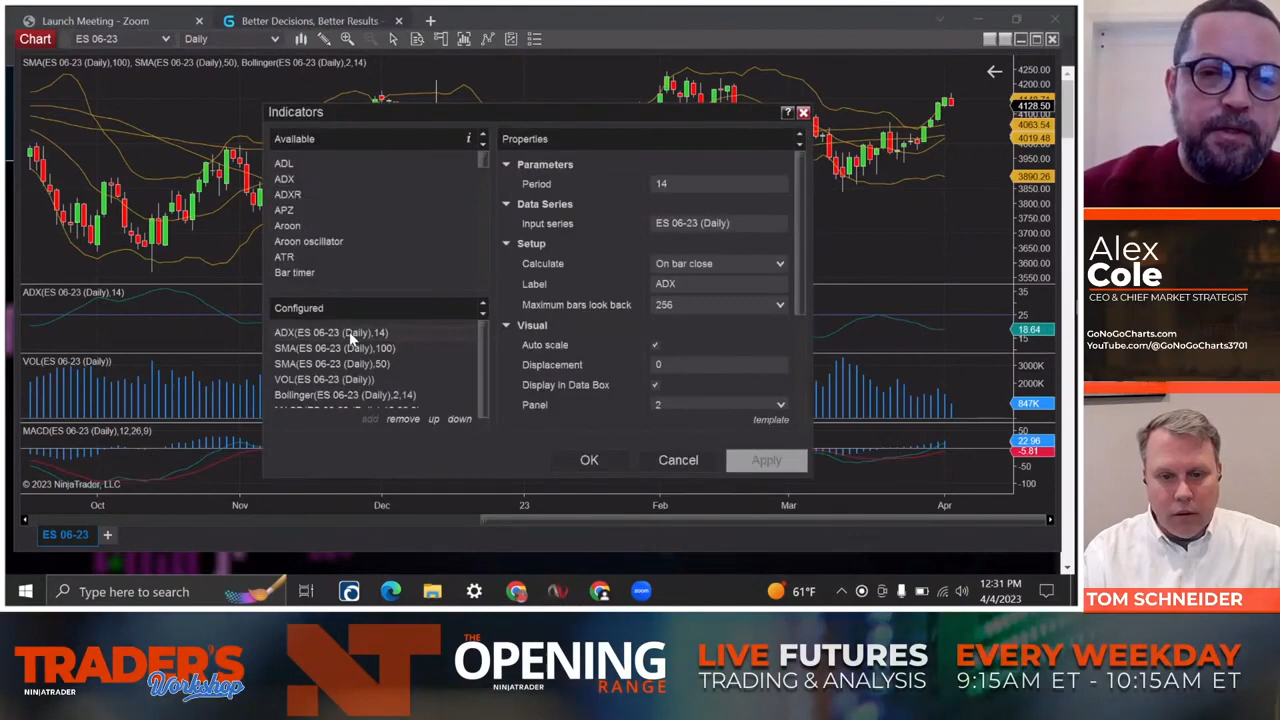 Launch Meeting - Zoom
Better Decisions, Better Results -
Chart
ES 06-23
Daily
SMA(ES 06-23 (Daily),100), SMA(ES 06-23 (Daily),50), Bollinger(ES 06-23 (Daily),2,14)
4250.00
4128.50
4063.54
4019.48
3890.26
3800.00
3700.00
3600.00
3550.00
Indicators
Available
Properties
ADL
ADX
ADXR
APZ
Aroon
Aroon oscillator
ATR
Bar timer
Configured
ADX(ES 06-23 (Daily),14)
SMA(ES 06-23 (Daily),100)
SMA(ES 06-23 (Daily),50)
VOL(ES 06-23 (Daily))
Bollinger(ES 06-23 (Daily),2,14)
add remove up down
Parameters
Period 14
Data Series
Input series ES 06-23 (Daily)
Setup
Calculate On bar close
Label ADX
Maximum bars look back 256
Visual
Auto scale
Displacement 0
Display in Data Box
Panel 2
template
OK Cancel Apply
ADX(ES 06-23 (Daily),14)
35
25
18.64
15
VOL(ES 06-23 (Daily))
3000K
2000K
847K
MACD(ES 06-23 (Daily),12,26,9)
50
22.96
-5.81
-50
-100
© 2023 NinjaTrader, LLC
Oct Nov Dec 23 Feb Mar Apr
ES 06-23
Type here to search
zoom
61°F
12:31 PM
4/4/2023
Alex
Cole
CEO & CHIEF MARKET STRATEGIST
GoNoGoCharts.com
YouTube.com/@GoNoGoCharts3701
TOM SCHNEIDER
TRADER'S
NINJATRADER
Workshop
THE
OPENING
NINJATRADER
RANGE
LIVE FUTURES
TRADING & ANALYSIS
EVERY WEEKDAY
9:15AM ET - 10:15AM ET